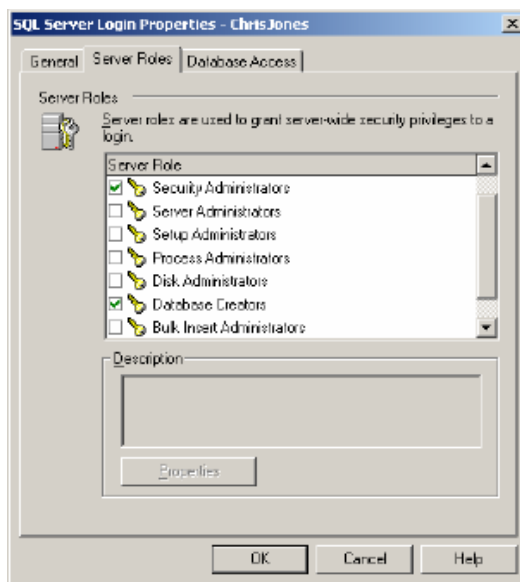 SQL Server Login Properties - ChrisJones
General
Server Roles
Database Access
Server Roles
Server roles are used to grant server-wide security privileges to a
login.
Server Role
Security Administrators
Server Administrators
Setup Administrators
Process Administrators
Disk Administrators
Database Creators
Bulk Insert Administrators
Description
Properties
OK
Cancel
Help